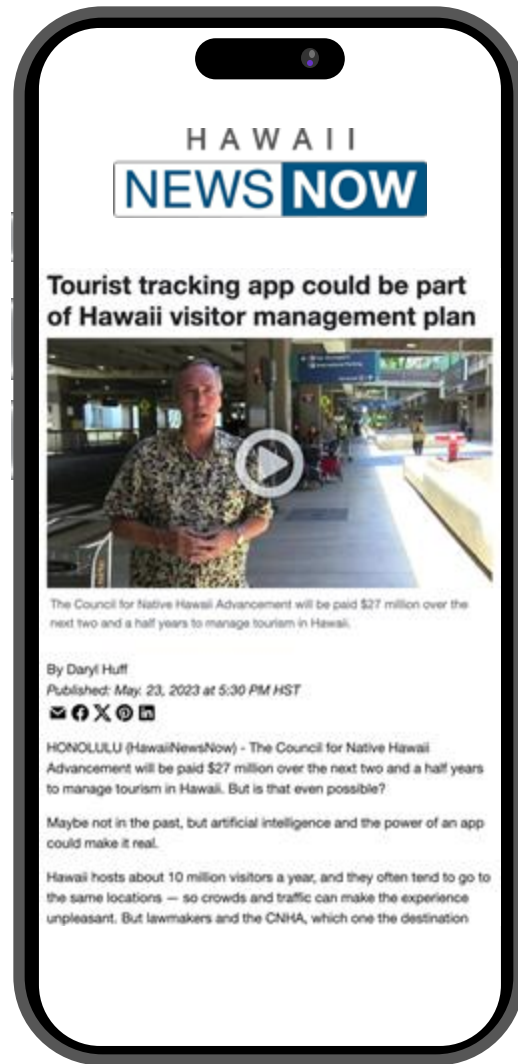 HAWAII
NEWS NOW
Tourist tracking app could be part
of Hawaii visitor management plan
The Council for Native Hawaii Advancement will be paid $27 million over the
next two and a half years to manage tourism in Hawaii.
By Daryl Huff
Published: May. 23, 2023 at 5:30 PM HST
HONOLULU (HawaiiNewsNow) - The Council for Native Hawaii
Advancement will be paid $27 million over the next two and a half years
to manage tourism in Hawaii. But is that even possible?
Maybe not in the past, but artificial intelligence and the power of an app
could make it real.
Hawaii hosts about 10 million visitors a year, and they often tend to go to
the same locations — so crowds and traffic can make the experience
unpleasant. But lawmakers and the CNHA, which one the destination